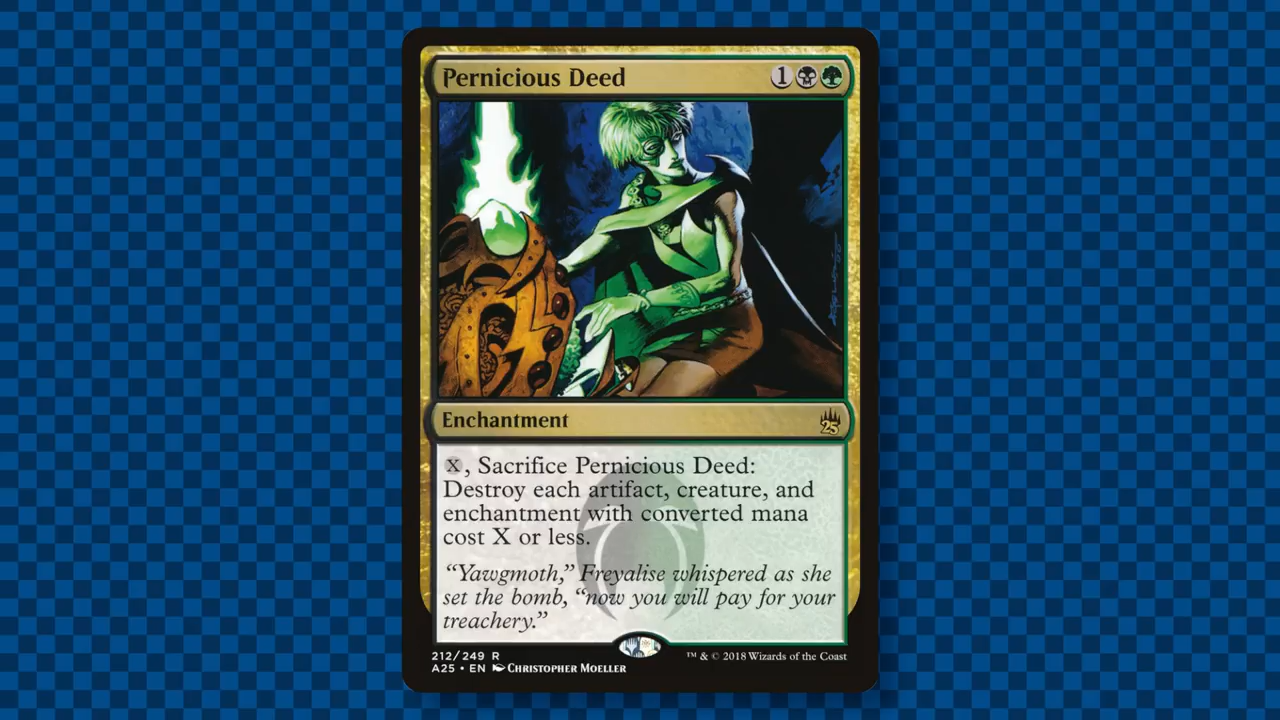 Pernicious Deed 1
Enchantment
25
X, Sacrifice Pernicious Deed:
Destroy each artifact, creature, and
enchantment with converted mana
cost X or less.
“Yawgmoth,” Freyalise whispered as she
set the bomb, “now you will pay for your
treachery.”
212/249 R
™ & © 2018 Wizards of the Coast
A25 • EN Christopher Moeller